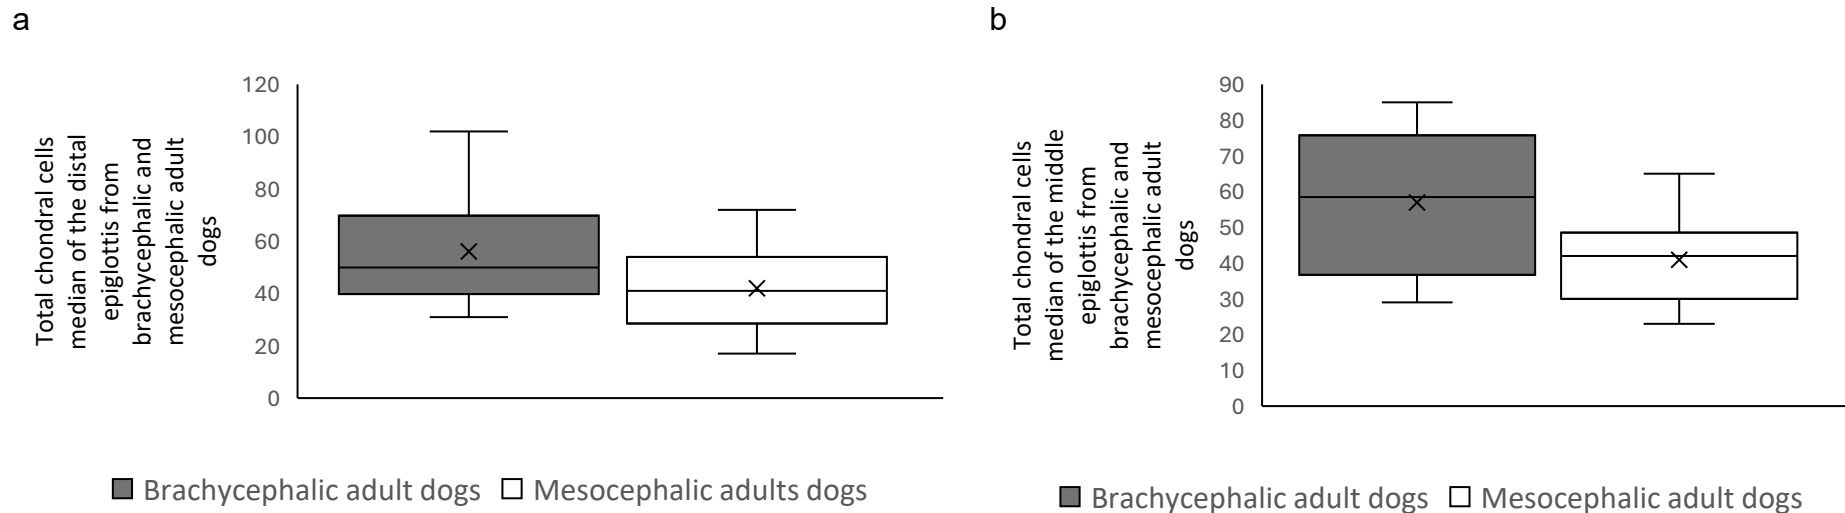 a
Total chondral cells
median of the distal
epiglottis from
brachycephalic and
mesocephalic adult
dogs
120
100
80
60
40
20
0
Brachycephalic adult dogs
Mesocephalic adults dogs
b
Total chondral cells
median of the middle
epiglottis from
brachycephalic and
mesocephalic adult
dogs
90
80
70
60
50
40
30
20
10
0
Brachycephalic adult dogs
Mesocephalic adult dogs